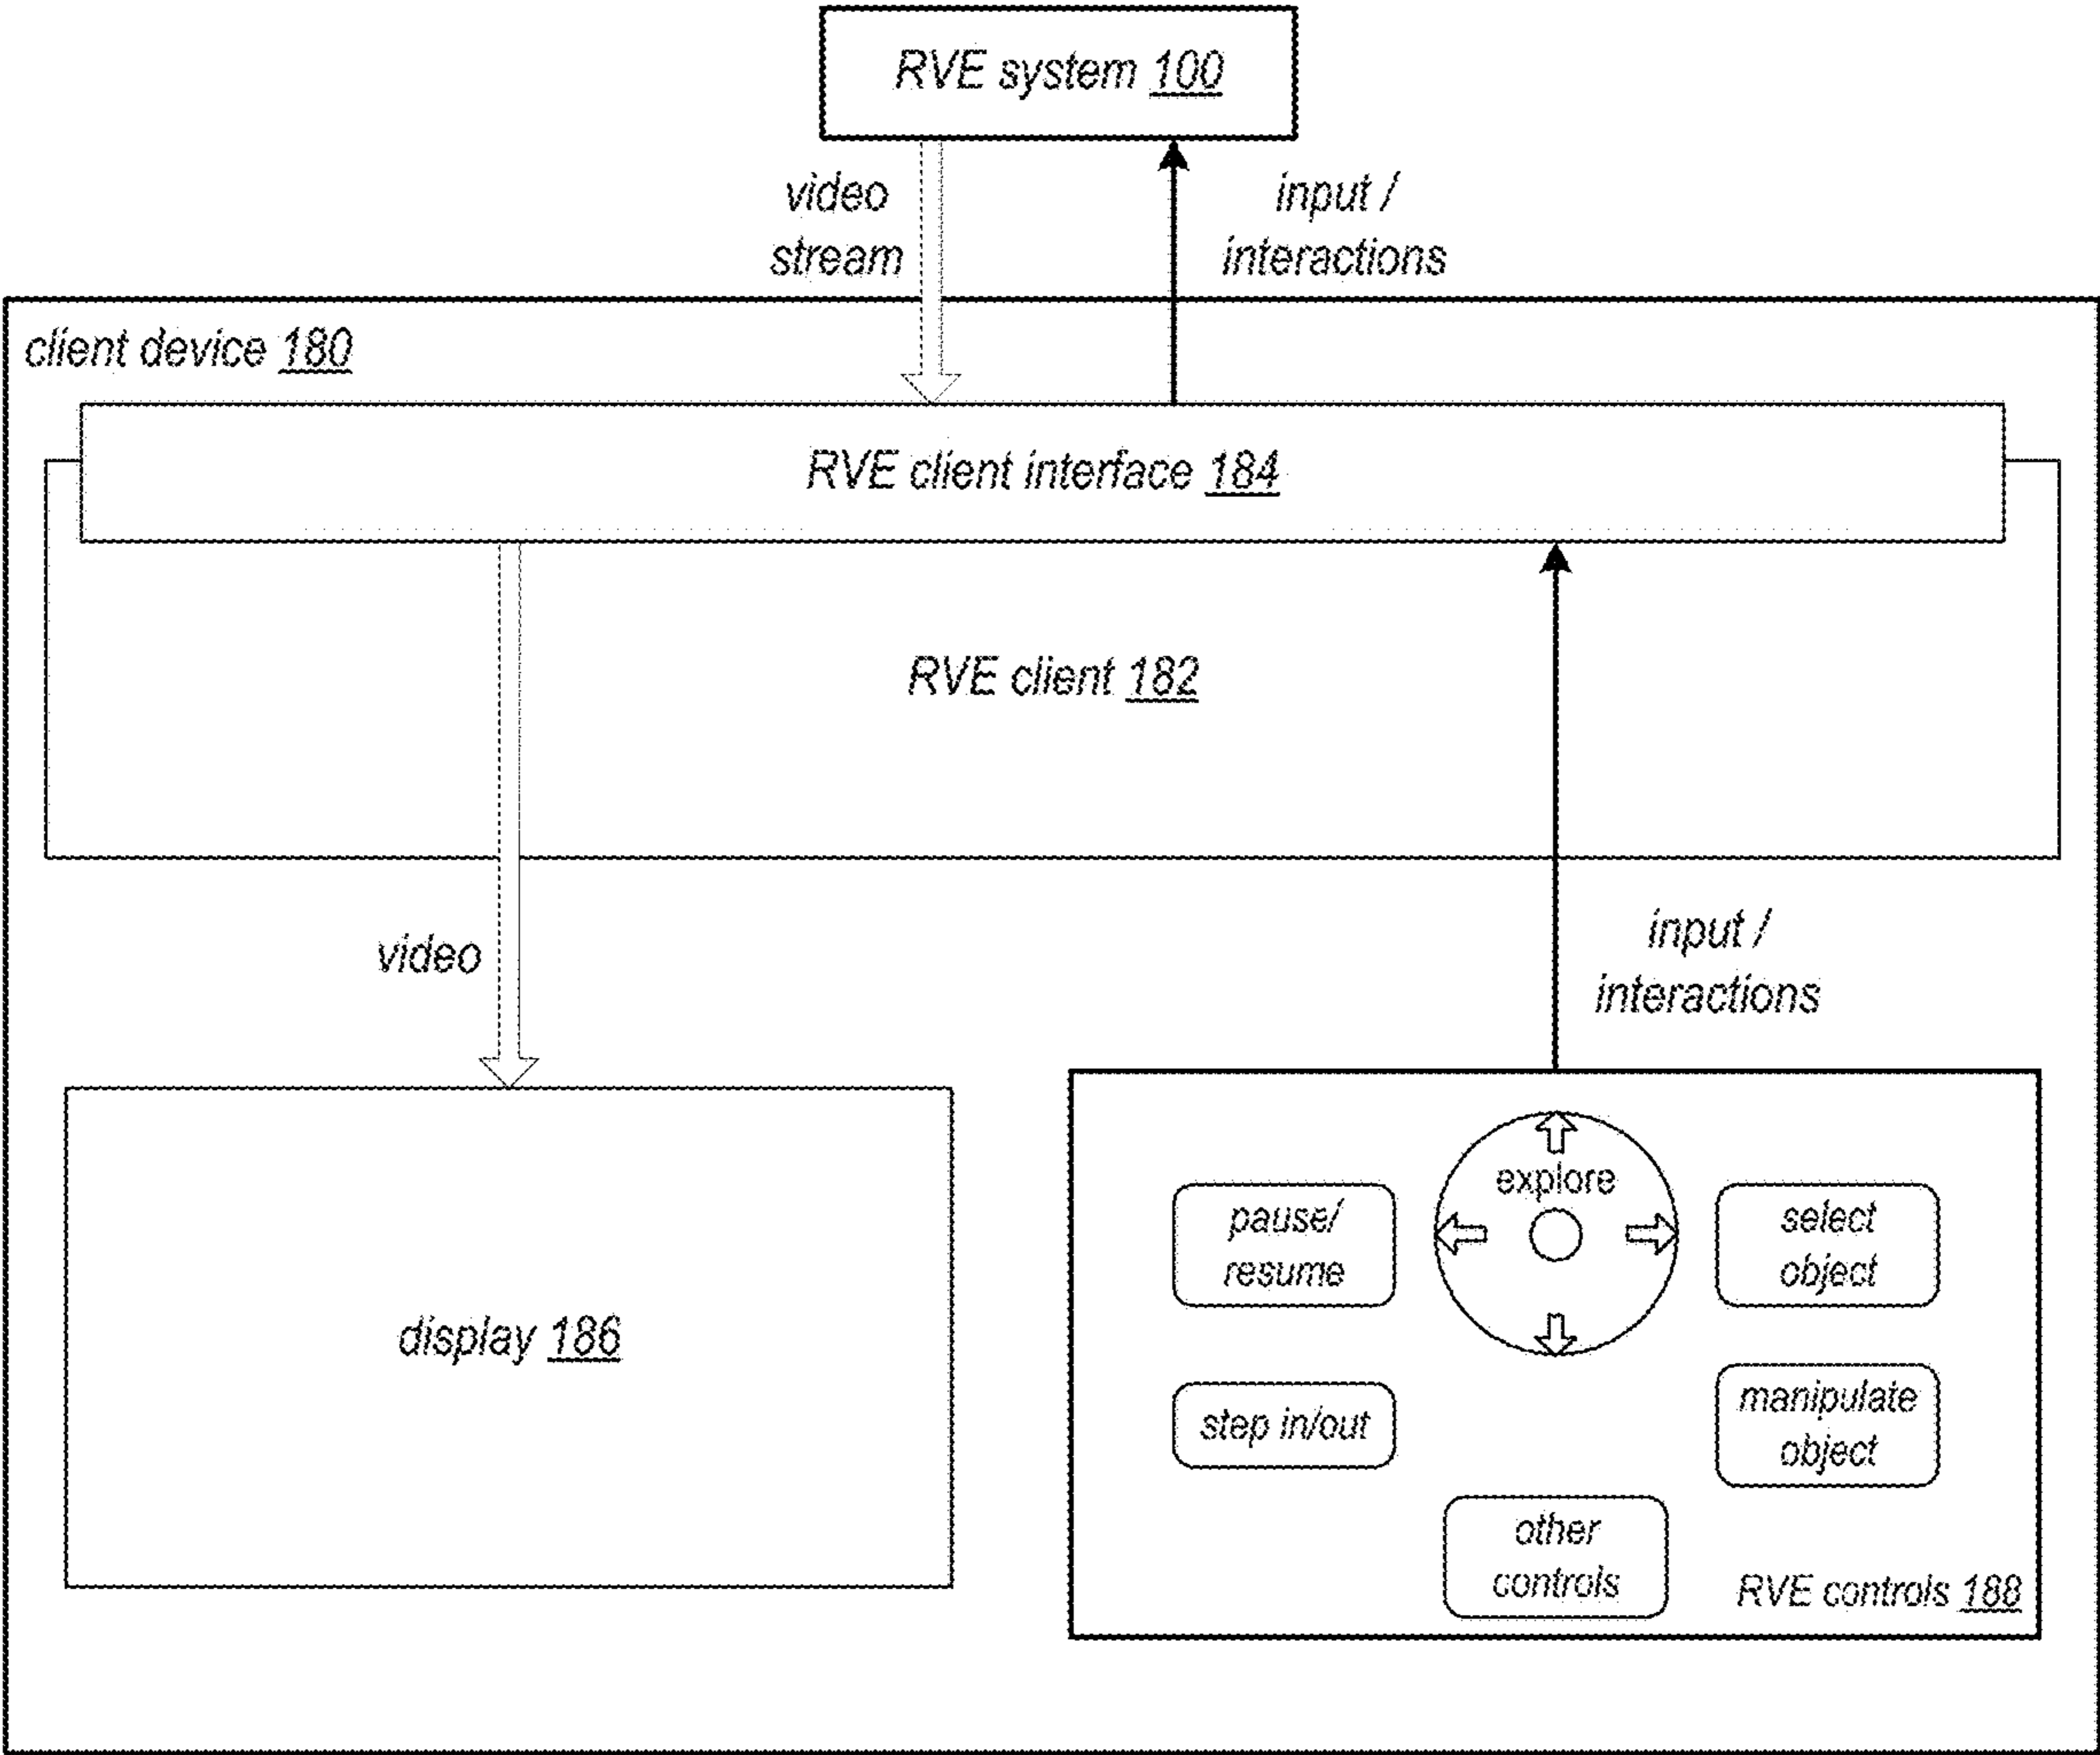 RVE system 100
video
stream
input /
interactions
client device 180
RVE client interface 184
RVE client 182
video
input /
interactions
display 186
explore
pause/
resume
select
object
step in/out
manipulate
object
other
controls
RVE controls 188